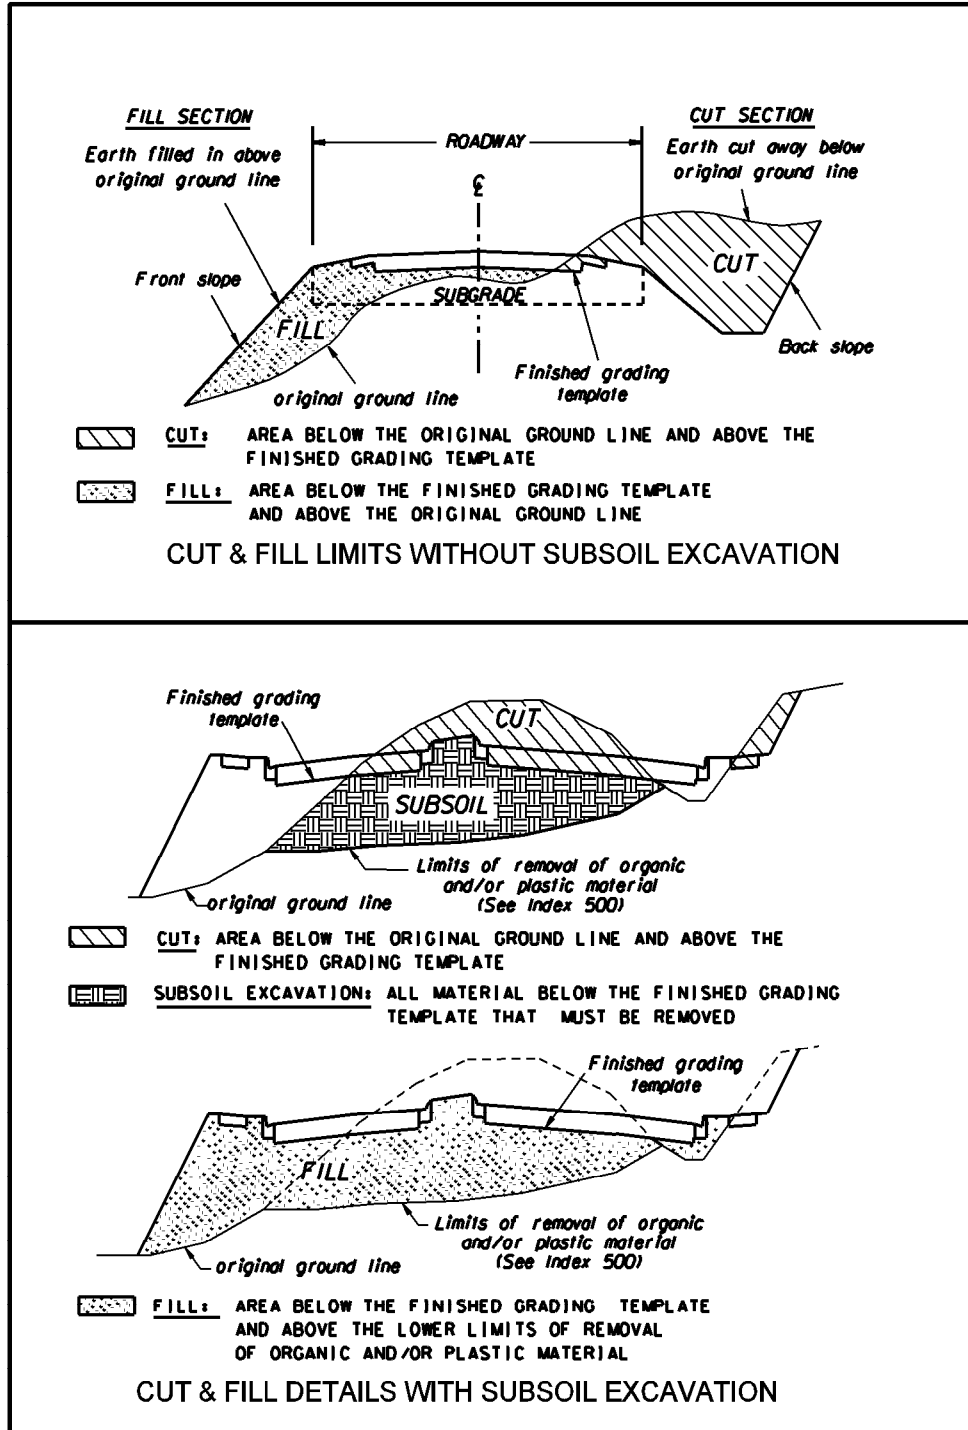 FILL SECTION
Earth filled in above
original ground line
ROADWAY
CUT SECTION
Earth cut away below
original ground line
℄
Front slope
CUT
SUBGRADE
FILL
Back slope
Finished grading
template
original ground line
CUT: AREA BELOW THE ORIGINAL GROUND LINE AND ABOVE THE
FINISHED GRADING TEMPLATE
FILL: AREA BELOW THE FINISHED GRADING TEMPLATE
AND ABOVE THE ORIGINAL GROUND LINE
CUT & FILL LIMITS WITHOUT SUBSOIL EXCAVATION
Finished grading
template
CUT
SUBSOIL
Limits of removal of organic
and/or plastic material
(See Index 500)
original ground line
CUT: AREA BELOW THE ORIGINAL GROUND LINE AND ABOVE THE
FINISHED GRADING TEMPLATE
SUBSOIL EXCAVATION: ALL MATERIAL BELOW THE FINISHED GRADING
TEMPLATE THAT MUST BE REMOVED
Finished grading
template
FILL
Limits of removal of organic
and/or plastic material
(See Index 500)
original ground line
FILL: AREA BELOW THE FINISHED GRADING TEMPLATE
AND ABOVE THE LOWER LIMITS OF REMOVAL
OF ORGANIC AND/OR PLASTIC MATERIAL
CUT & FILL DETAILS WITH SUBSOIL EXCAVATION